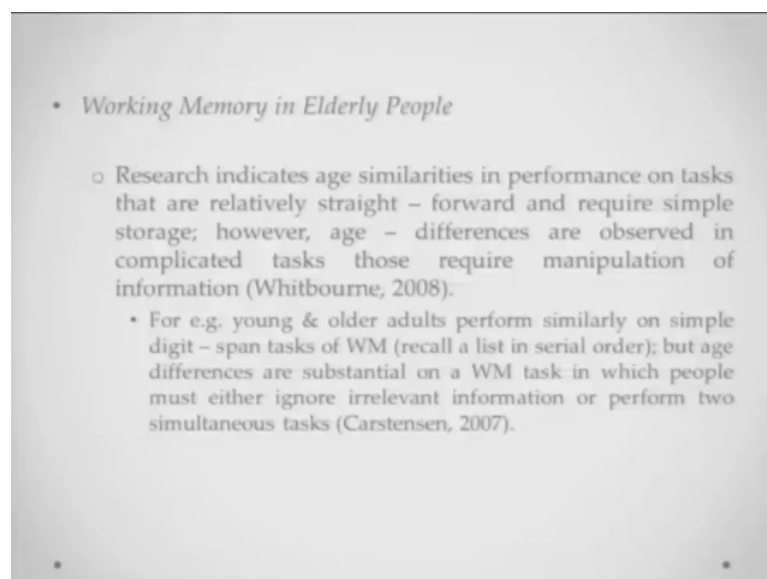 • Working Memory in Elderly People
o Research indicates age similarities in performance on tasks
that are relatively straight – forward and require simple
storage; however, age – differences are observed in
complicated tasks those require manipulation of
information (Whitbourne, 2008).
• For e.g. young & older adults perform similarly on simple
digit – span tasks of WM (recall a list in serial order); but age
differences are substantial on a WM task in which people
must either ignore irrelevant information or perform two
simultaneous tasks (Carstensen, 2007).